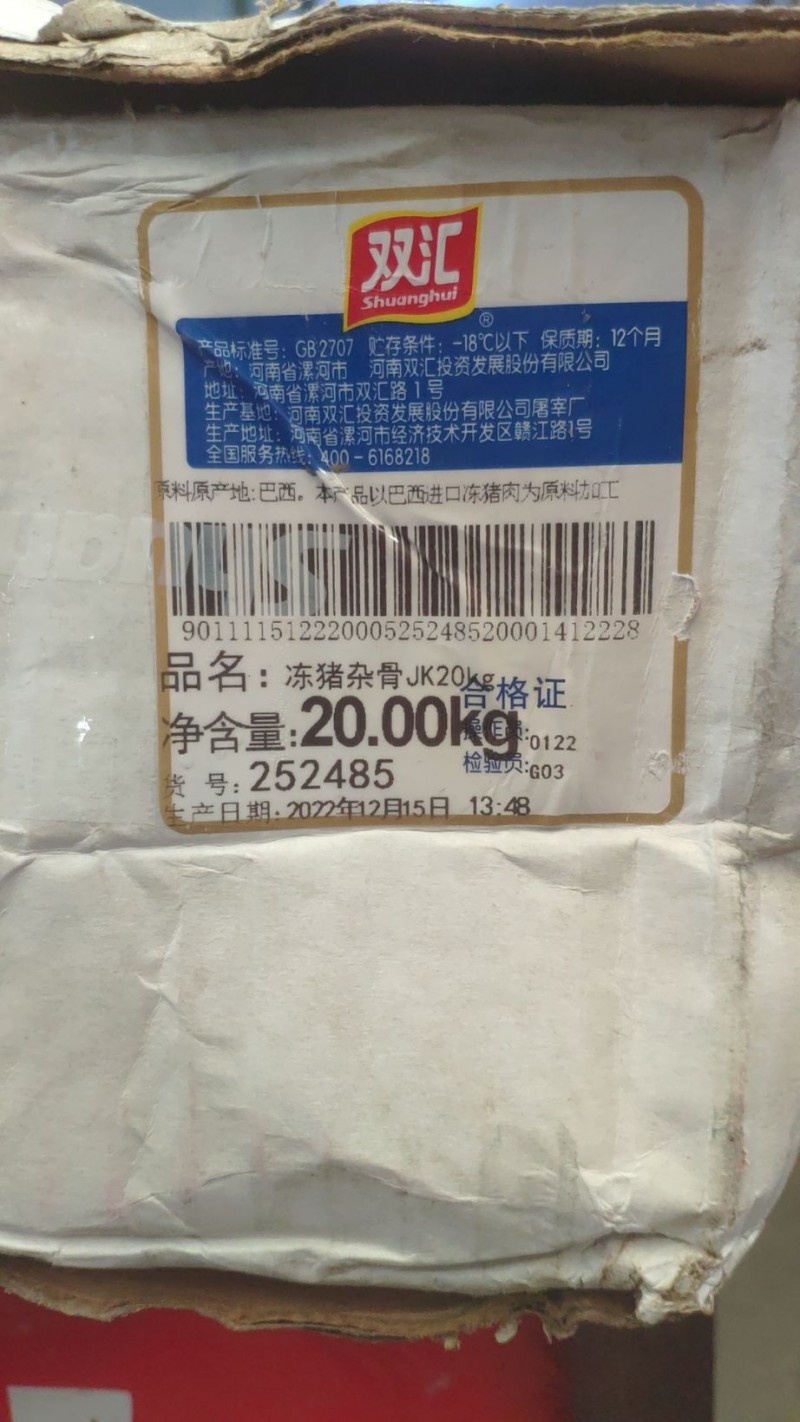 双汇
Shuanghui
®
产品标准号: GB 2707 贮存条件: -18℃以下 保质期: 12个月
产地: 河南省漯河市 河南双汇投资发展股份有限公司
地址: 河南省漯河市双汇路1号
生产基地: 河南双汇投资发展股份有限公司屠宰厂
生产地址: 河南省漯河市经济技术开发区赣江路1号
全国服务热线: 400-6168218
原料原产地: 巴西。本产品以巴西进口冻猪肉为原料加工
9011115122200052524852000141​2228
品名: 冻猪杂骨JK20kg
合格证
净含量:20.00kg
操作员:0122
检验员:G03
货 号:252485
生产日期:2022年12月15日 13:48